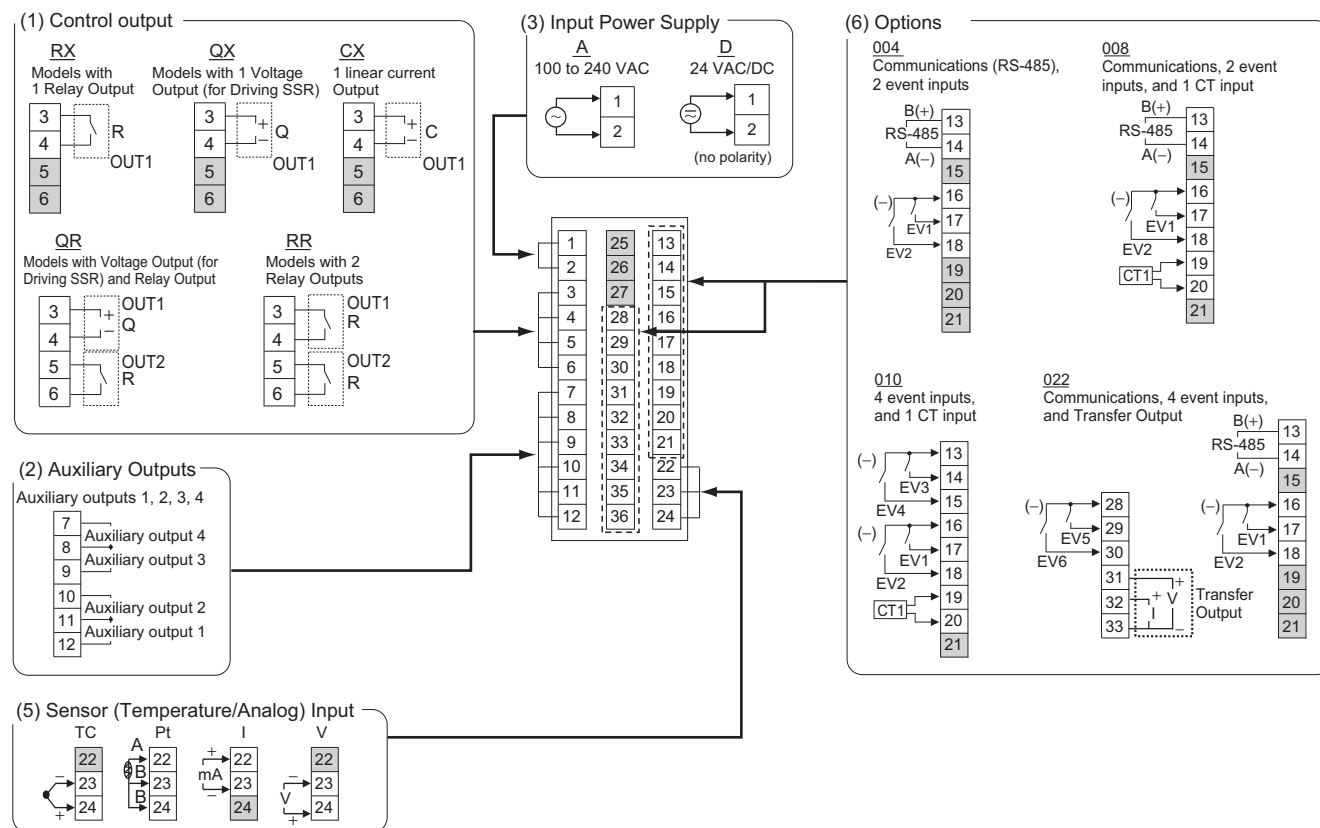 (1) Control output
RX
Models with
1 Relay Output
3
4
5
6
R
OUT1
QX
Models with 1 Voltage
Output (for Driving SSR)
3
4
5
6
+
−
Q
OUT1
CX
1 linear current
Output
3
4
5
6
+
−
C
OUT1
QR
Models with Voltage Output (for
Driving SSR) and Relay Output
3
4
5
6
OUT1
+
−
Q
OUT2
R
RR
Models with 2
Relay Outputs
3
4
5
6
OUT1
R
OUT2
R
(2) Auxiliary Outputs
Auxiliary outputs 1, 2, 3, 4
7
8
9
10
11
12
Auxiliary output 4
Auxiliary output 3
Auxiliary output 2
Auxiliary output 1
(3) Input Power Supply
A
100 to 240 VAC
1
2
D
24 VAC/DC
1
2
(no polarity)
1
2
3
4
5
6
7
8
9
10
11
12
25
26
27
28
29
30
31
32
33
34
35
36
13
14
15
16
17
18
19
20
21
22
23
24
(5) Sensor (Temperature/Analog) Input
TC
22
23
24
−
+
Pt
A
B
B
22
23
24
I
+
mA
−
22
23
24
V
−
V
+
22
23
24
(6) Options
004
Communications (RS-485),
2 event inputs
B(+)
RS-485
A(−)
(−)
EV1
EV2
13
14
15
16
17
18
19
20
21
008
Communications, 2 event
inputs, and 1 CT input
B(+)
RS-485
A(−)
(−)
EV1
EV2
CT1
13
14
15
16
17
18
19
20
21
010
4 event inputs,
and 1 CT input
(−)
EV3
EV4
(−)
EV1
EV2
CT1
13
14
15
16
17
18
19
20
21
022
Communications, 4 event inputs,
and Transfer Output
(−)
EV5
EV6
28
29
30
31
32
33
+
+ V
I
−
Transfer
Output
B(+)
RS-485
A(−)
(−)
EV1
EV2
13
14
15
16
17
18
19
20
21